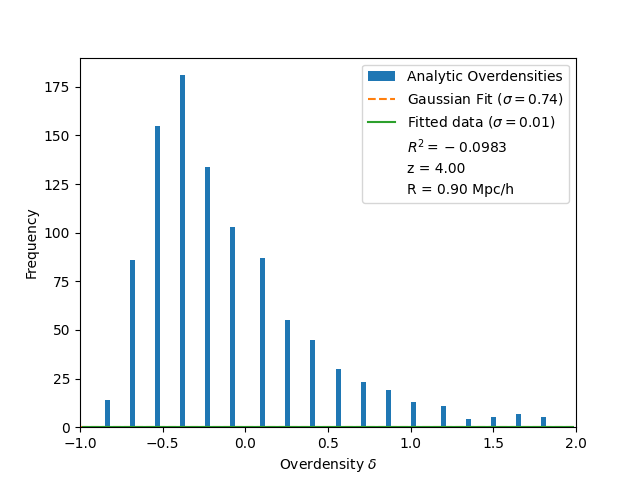 Analytic Overdensities
Gaussian Fit (σ = 0.74)
Fitted data (σ = 0.01)
R² = −0.0983
z = 4.00
R = 0.90 Mpc/h
175
150
125
100
75
50
25
0
Frequency
−1.0 −0.5 0.0 0.5 1.0 1.5 2.0
Overdensity δ